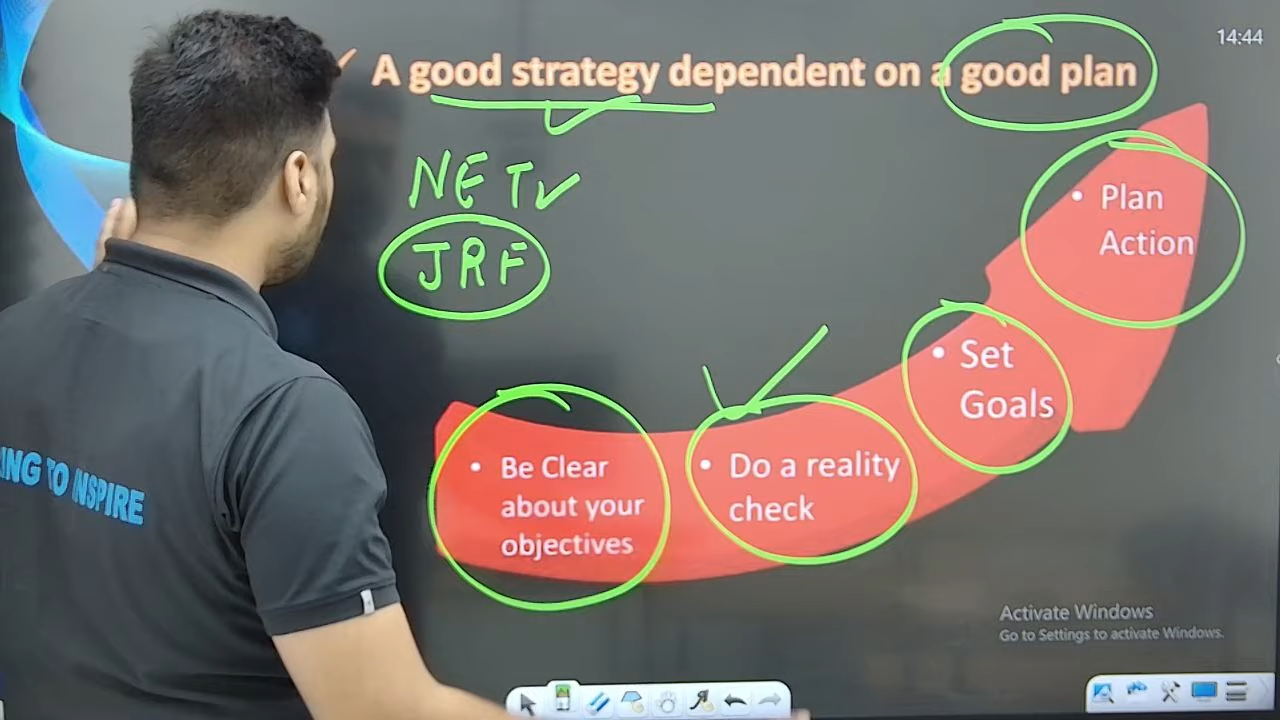 14:44
A good strategy dependent on a good plan
NET
JRF
• Plan
Action
• Set
Goals
• Be Clear
about your
objectives
• Do a reality
check
TO INSPIRE
Activate Windows
Go to Settings to activate Windows.